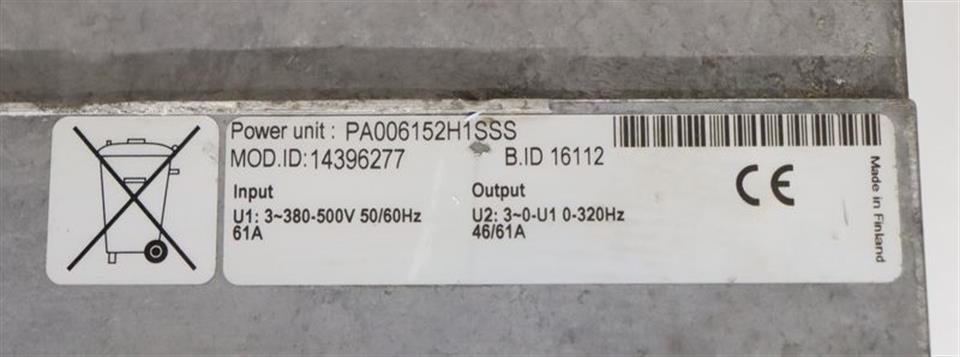 Power unit : PA006152H1SSS
MOD.ID:14396277 B.ID 16112
Input Output
U1: 3~380-500V 50/60Hz U2: 3~0-U1 0-320Hz
61A 46/61A
CE
Made in Finland